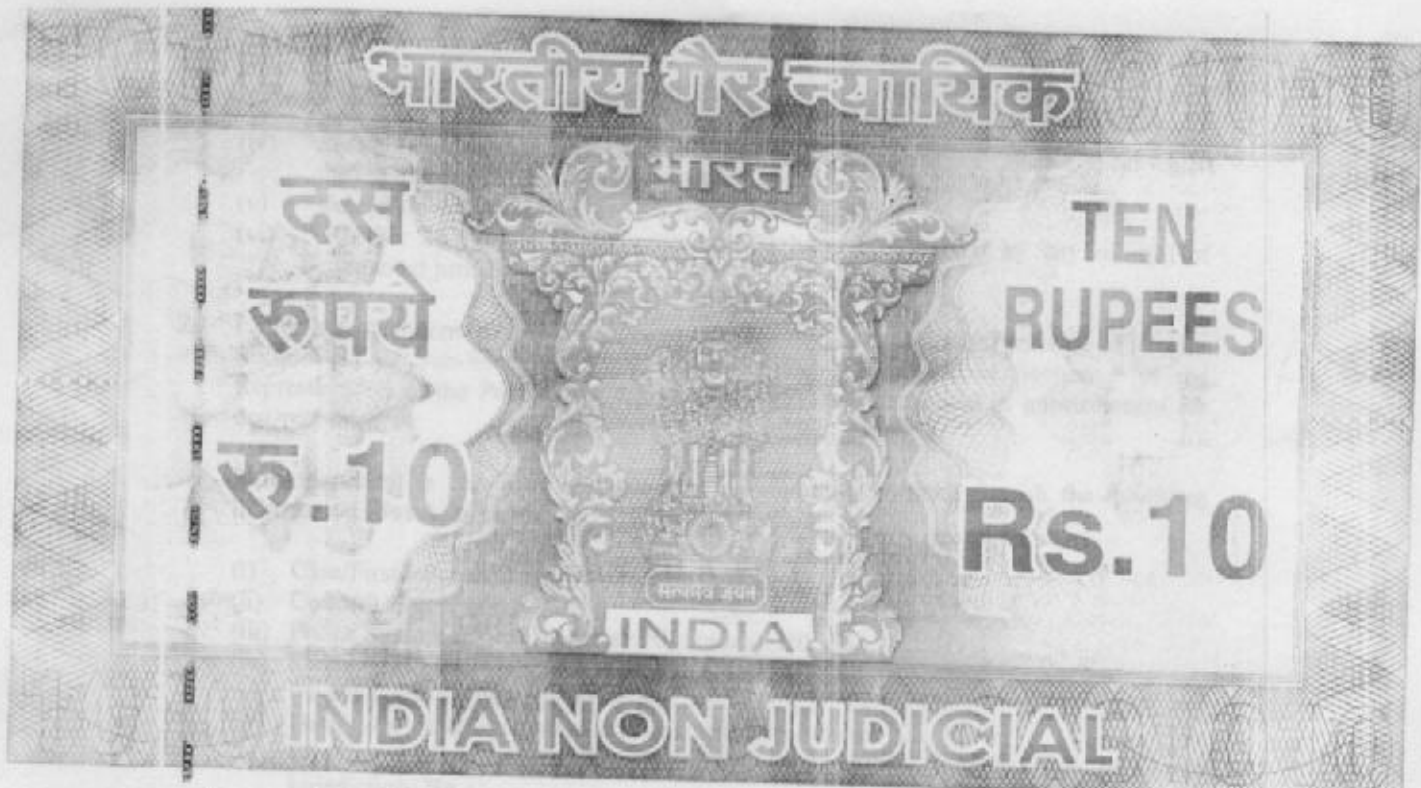 भारतीय गैर न्यायिक
भारत
दस
रुपये
रु.10
TEN
RUPEES
Rs.10
सत्यमेव जयते
INDIA
INDIA NON JUDICIAL